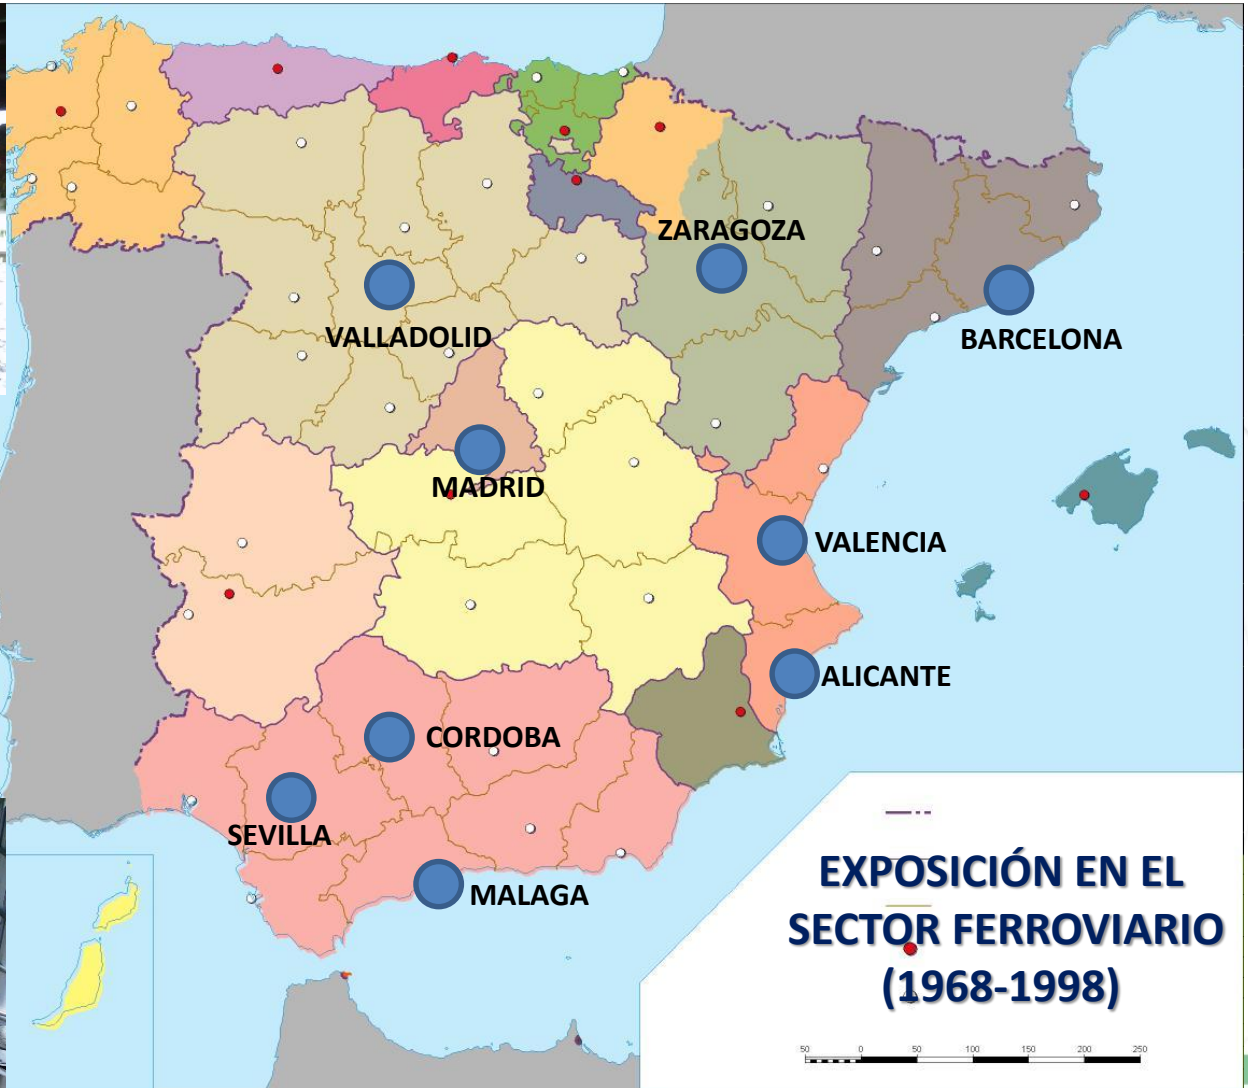 ZARAGOZA
VALLADOLID
BARCELONA
MADRID
VALENCIA
ALICANTE
CORDOBA
SEVILLA
MALAGA
EXPOSICIÓN EN EL
SECTOR FERROVIARIO
(1968-1998)
50 0 50 100 150 200 250